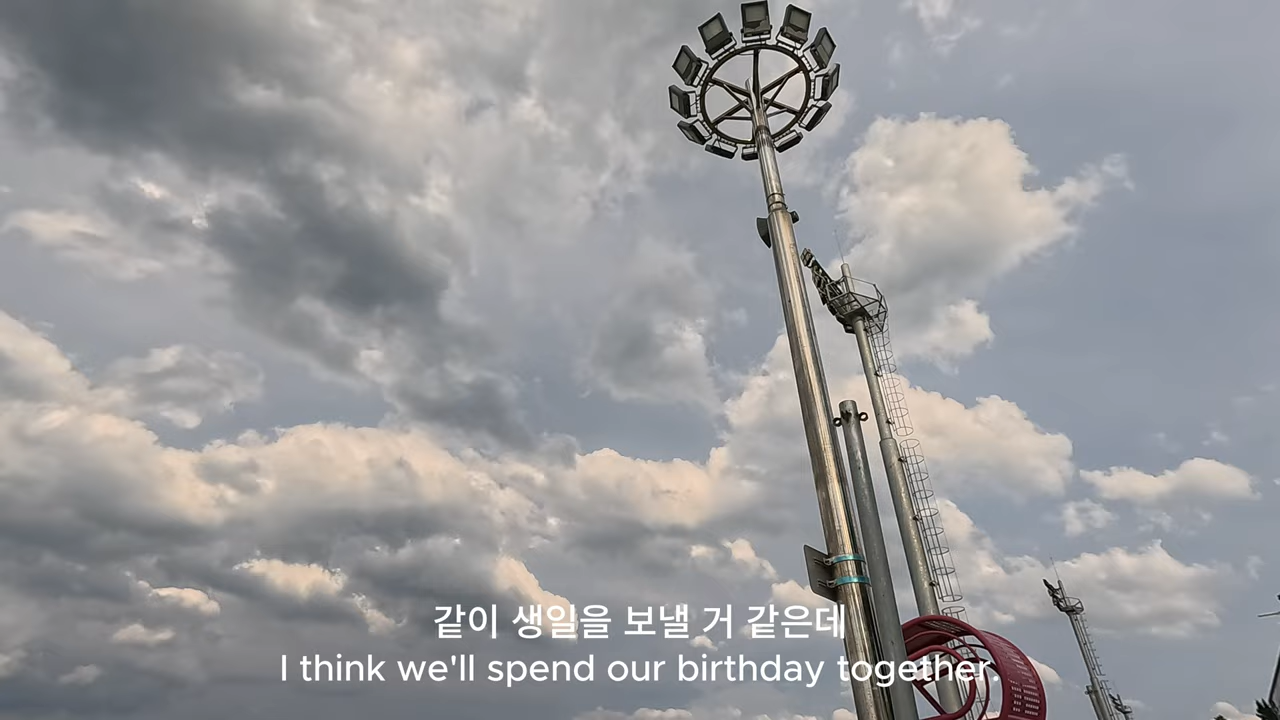 같이 생일을 보낼 거 같은데
I think we'll spend our birthday together.